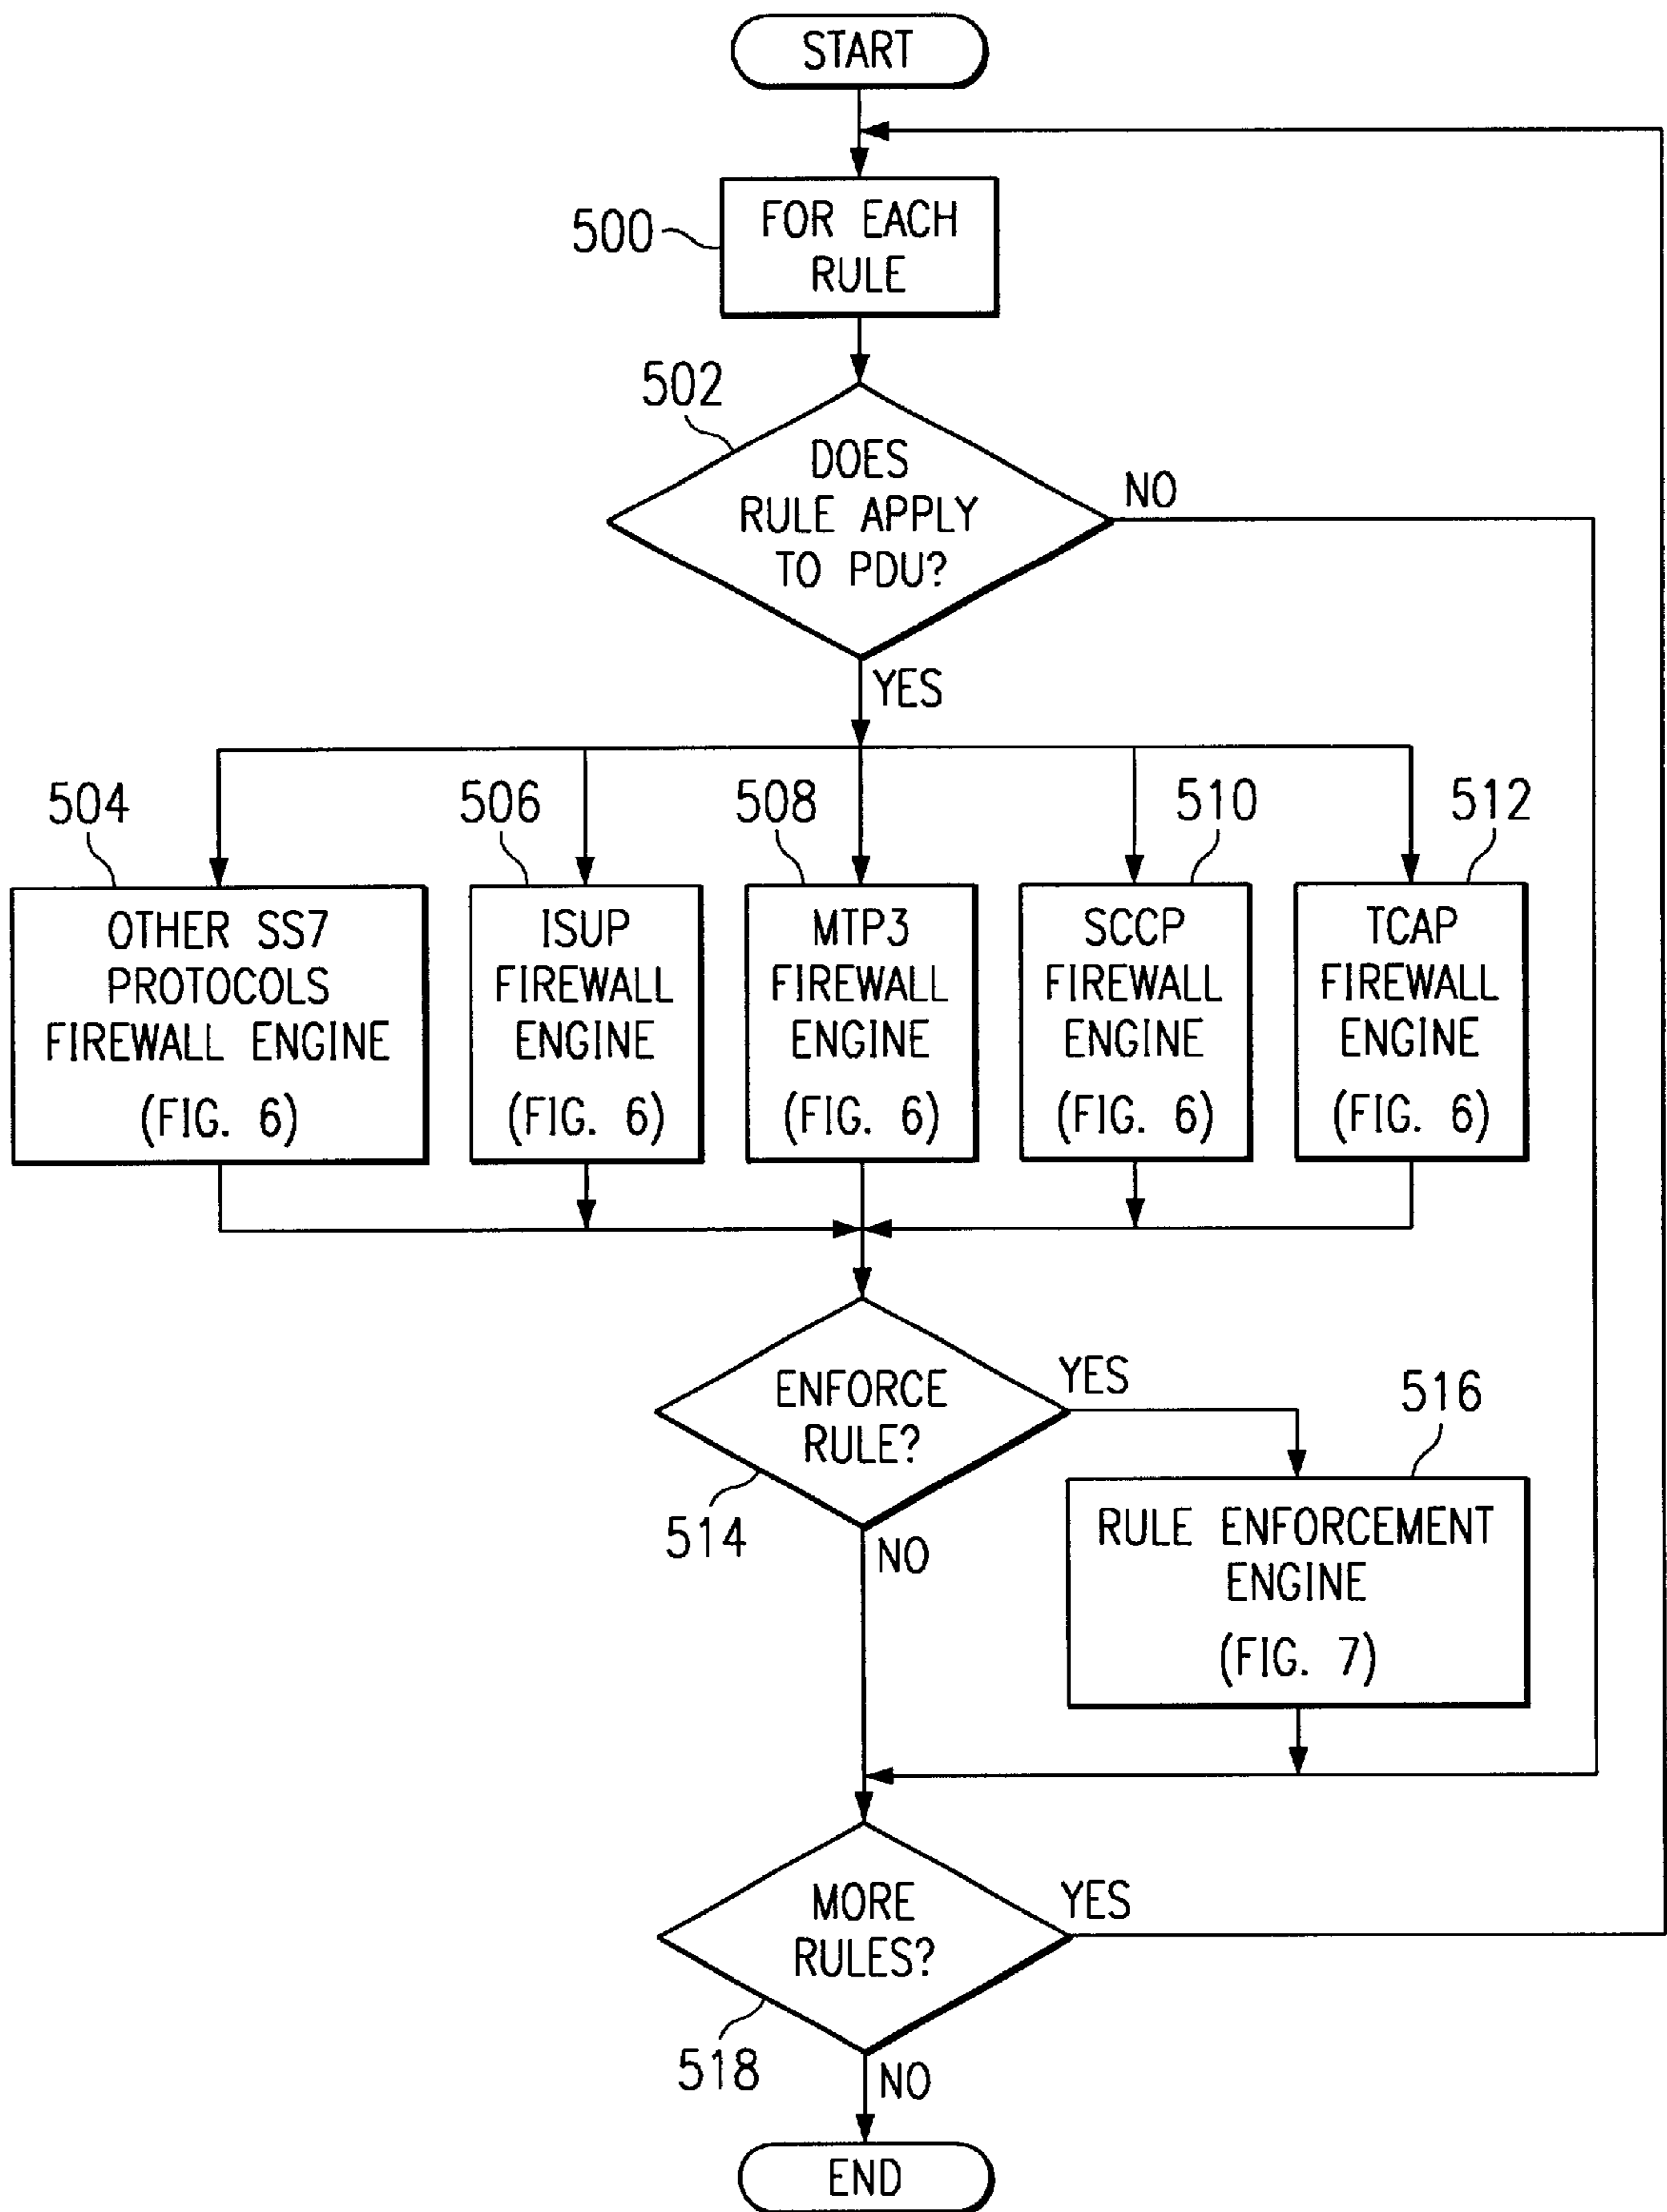 START
500
FOR EACH
RULE
502
DOES
RULE APPLY
TO PDU?
NO
YES
504
OTHER SS7
PROTOCOLS
FIREWALL ENGINE
(FIG. 6)
506
ISUP
FIREWALL
ENGINE
(FIG. 6)
508
MTP3
FIREWALL
ENGINE
(FIG. 6)
510
SCCP
FIREWALL
ENGINE
(FIG. 6)
512
TCAP
FIREWALL
ENGINE
(FIG. 6)
ENFORCE
RULE?
YES
514
NO
516
RULE ENFORCEMENT
ENGINE
(FIG. 7)
MORE
RULES?
YES
518
NO
END